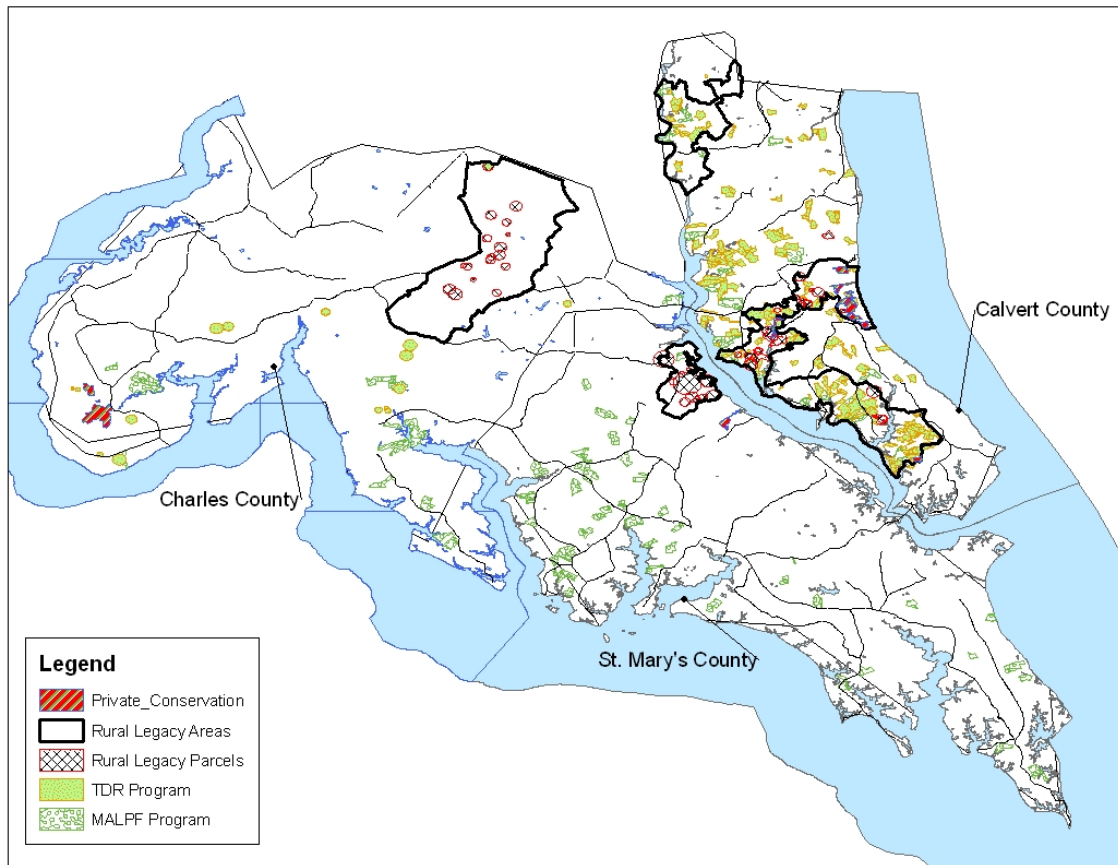 Calvert County
Charles County
St. Mary's County
Legend
Private_Conservation
Rural Legacy Areas
Rural Legacy Parcels
TDR Program
MALPF Program